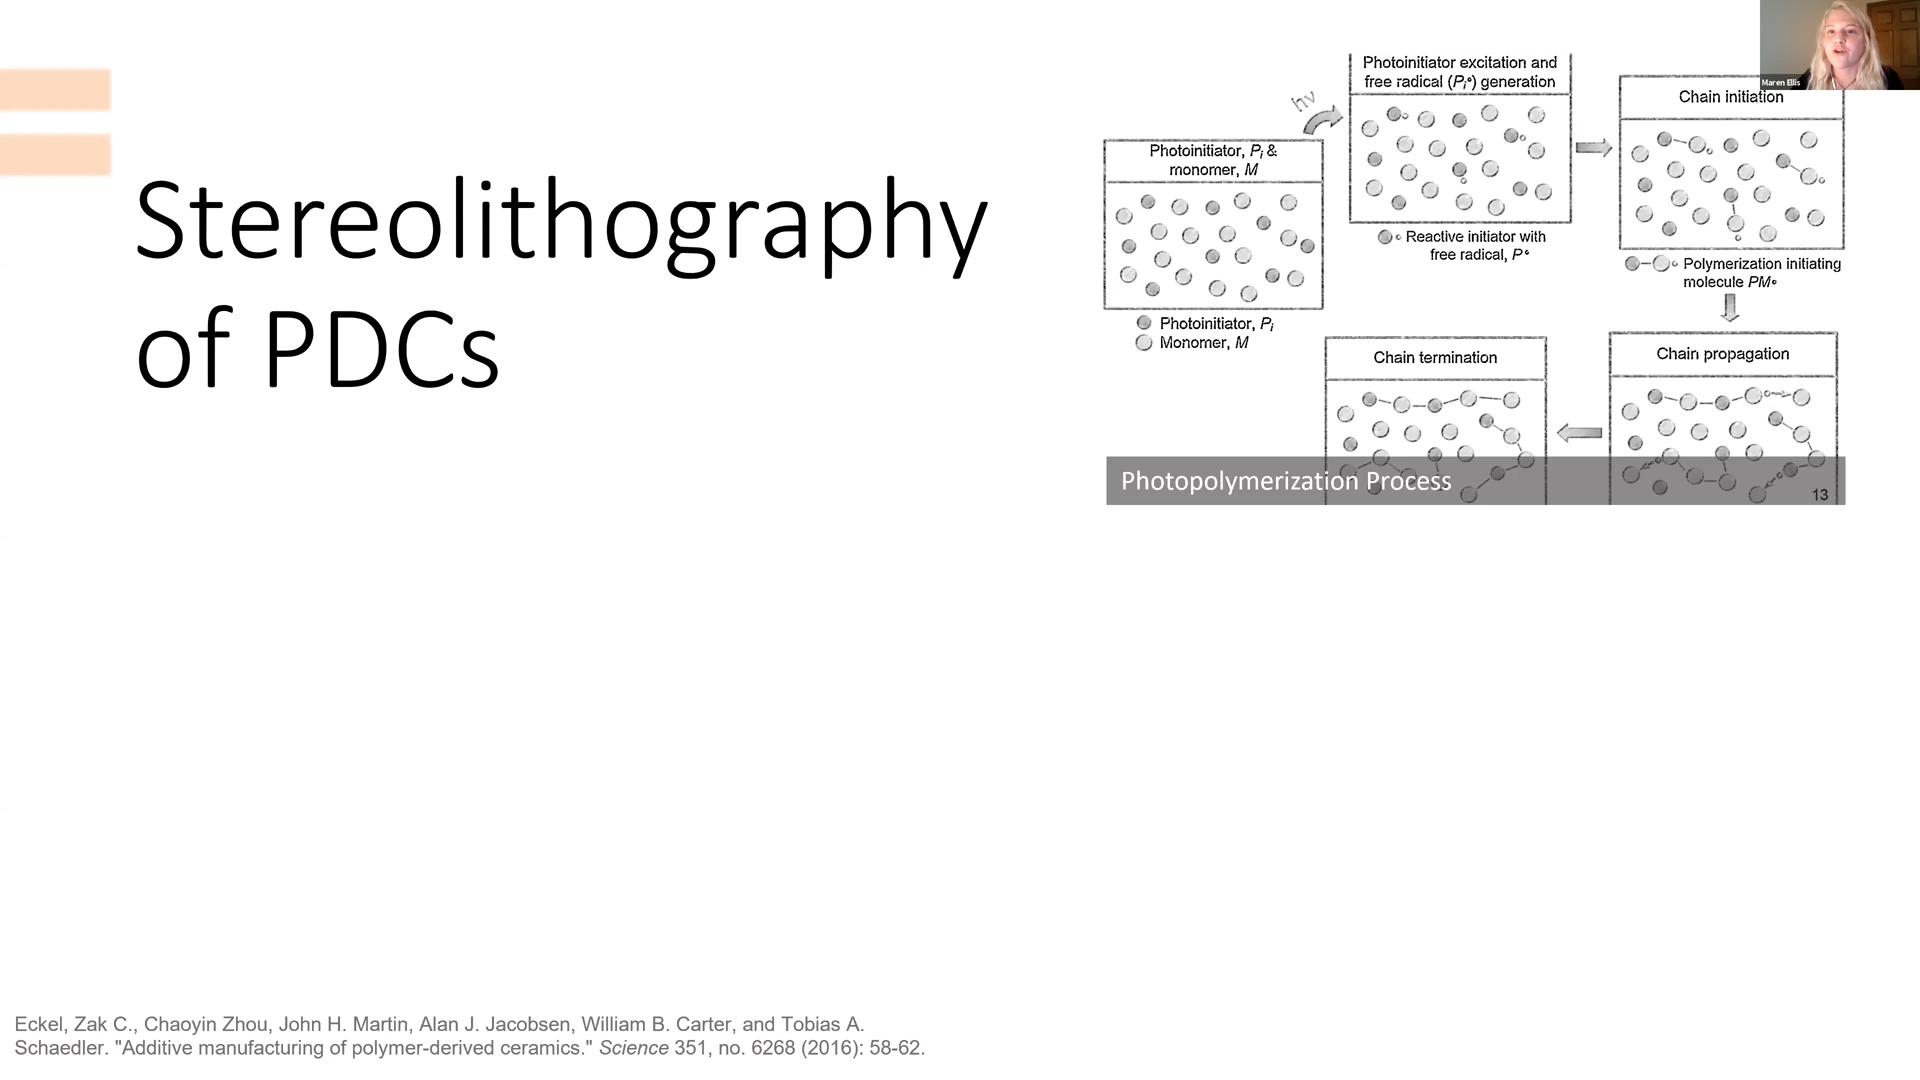 Maren Ellis
Stereolithography
of PDCs
Photoinitiator, Pi &
monomer, M
Photoinitiator, Pi
Monomer, M
hν
Photoinitiator excitation and
free radical (Pi°) generation
Reactive initiator with
free radical, P°
Chain initiation
Polymerization initiating
molecule PM°
Chain propagation
Chain termination
Photopolymerization Process
13
Eckel, Zak C., Chaoyin Zhou, John H. Martin, Alan J. Jacobsen, William B. Carter, and Tobias A.
Schaedler. "Additive manufacturing of polymer-derived ceramics." Science 351, no. 6268 (2016): 58-62.